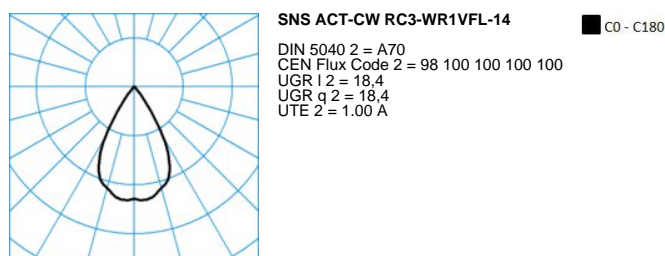 SNS ACT-CW RC3-WR1VFL-14
C0 - C180
DIN 5040 2 = A70
CEN Flux Code 2 = 98 100 100 100 100
UGR l 2 = 18,4
UGR q 2 = 18,4
UTE 2 = 1.00 A